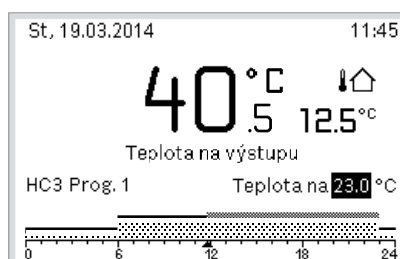 St, 19.03.2014 11:45
40.5 °C 12.5°C
Teplota na výstupu
HC3 Prog. 1 Teplota na 23.0 °C
0 6 12 18 24